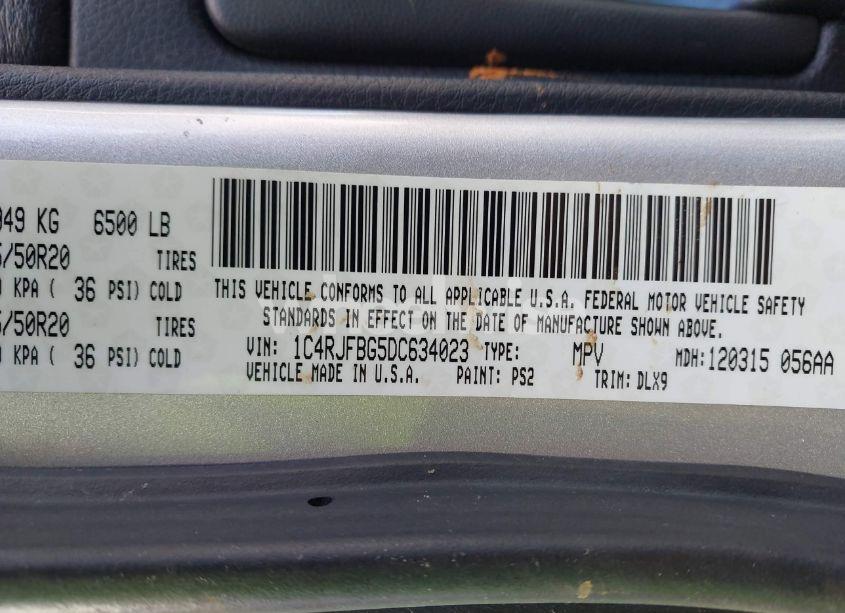 949 KG 6500 LB
/50R20 TIRES
KPA ( 36 PSI) COLD
/50R20 TIRES
KPA ( 36 PSI) COLD
THIS VEHICLE CONFORMS TO ALL APPLICABLE U.S.A. FEDERAL MOTOR VEHICLE SAFETY
STANDARDS IN EFFECT ON THE DATE OF MANUFACTURE SHOWN ABOVE.
VIN: 1C4RJFBG5DC634023 TYPE: MPV MDH:120315 056AA
VEHICLE MADE IN U.S.A. PAINT: PS2 TRIM: DLX9